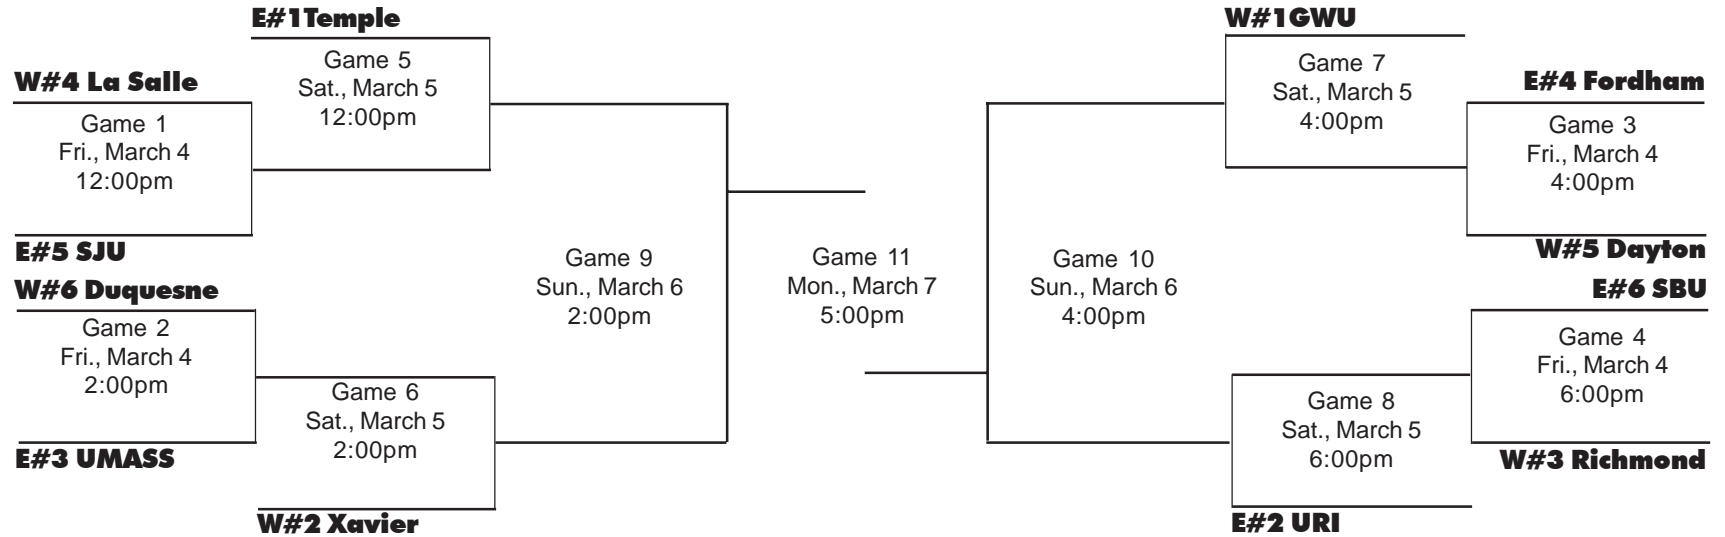 E#1Temple
Game 5
Sat., March 5
12:00pm
W#4 La Salle
Game 1
Fri., March 4
12:00pm
E#5 SJU
W#6 Duquesne
Game 2
Fri., March 4
2:00pm
E#3 UMASS
Game 6
Sat., March 5
2:00pm
W#2 Xavier
Game 9
Sun., March 6
2:00pm
Game 11
Mon., March 7
5:00pm
Game 10
Sun., March 6
4:00pm
W#1GWU
Game 7
Sat., March 5
4:00pm
E#4 Fordham
Game 3
Fri., March 4
4:00pm
W#5 Dayton
E#6 SBU
Game 4
Fri., March 4
6:00pm
W#3 Richmond
Game 8
Sat., March 5
6:00pm
E#2 URI